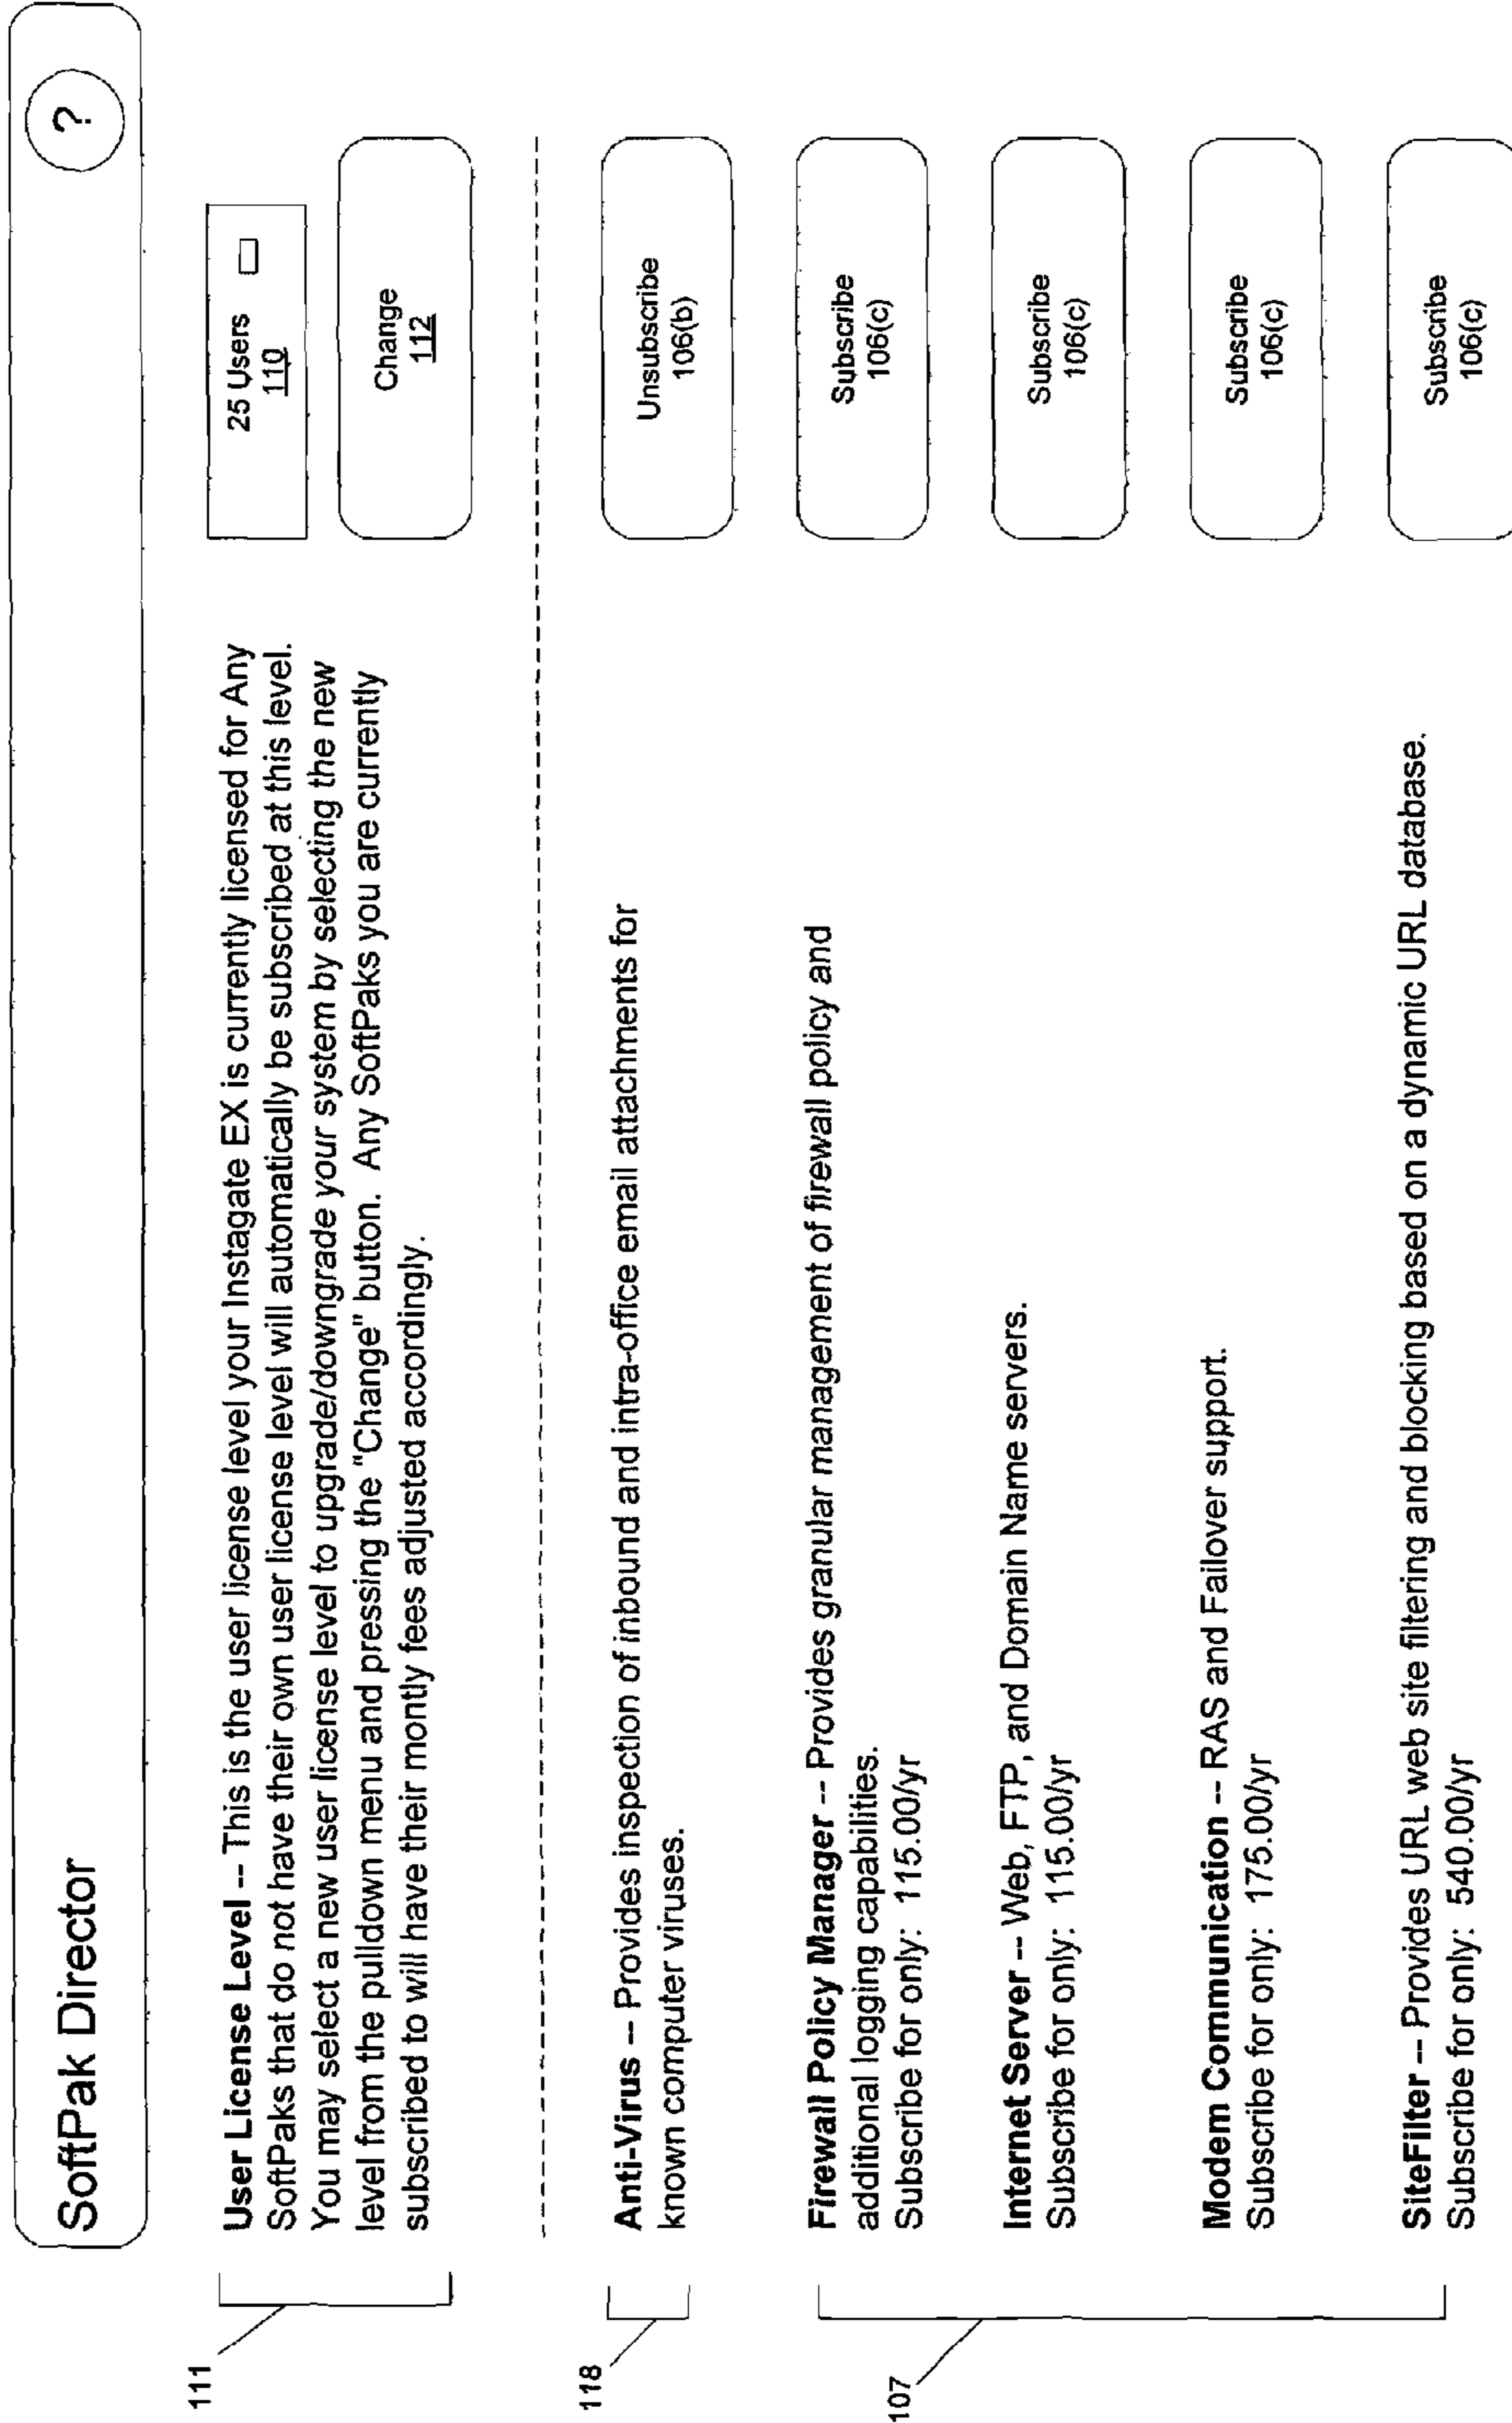 SoftPak Director
?
111
User License Level -- This is the user license level your Instagate EX is currently licensed for Any
SoftPaks that do not have their own user license level will automatically be subscribed at this level.
You may select a new user license level to upgrade/downgrade your system by selecting the new
level from the pulldown menu and pressing the "Change" button. Any SoftPaks you are currently
subscribed to will have their montly fees adjusted accordingly.
25 Users
110
Change
112
118
Anti-Virus -- Provides inspection of inbound and intra-office email attachments for
known computer viruses.
Unsubscribe
106(b)
107
Firewall Policy Manager -- Provides granular management of firewall policy and
additional logging capabilities.
Subscribe for only: 115.00/yr
Subscribe
106(c)
Internet Server -- Web, FTP, and Domain Name servers.
Subscribe for only: 115.00/yr
Subscribe
106(c)
Modem Communication -- RAS and Failover support.
Subscribe for only: 175.00/yr
Subscribe
106(c)
SiteFilter -- Provides URL web site filtering and blocking based on a dynamic URL database.
Subscribe for only: 540.00/yr
Subscribe
106(c)